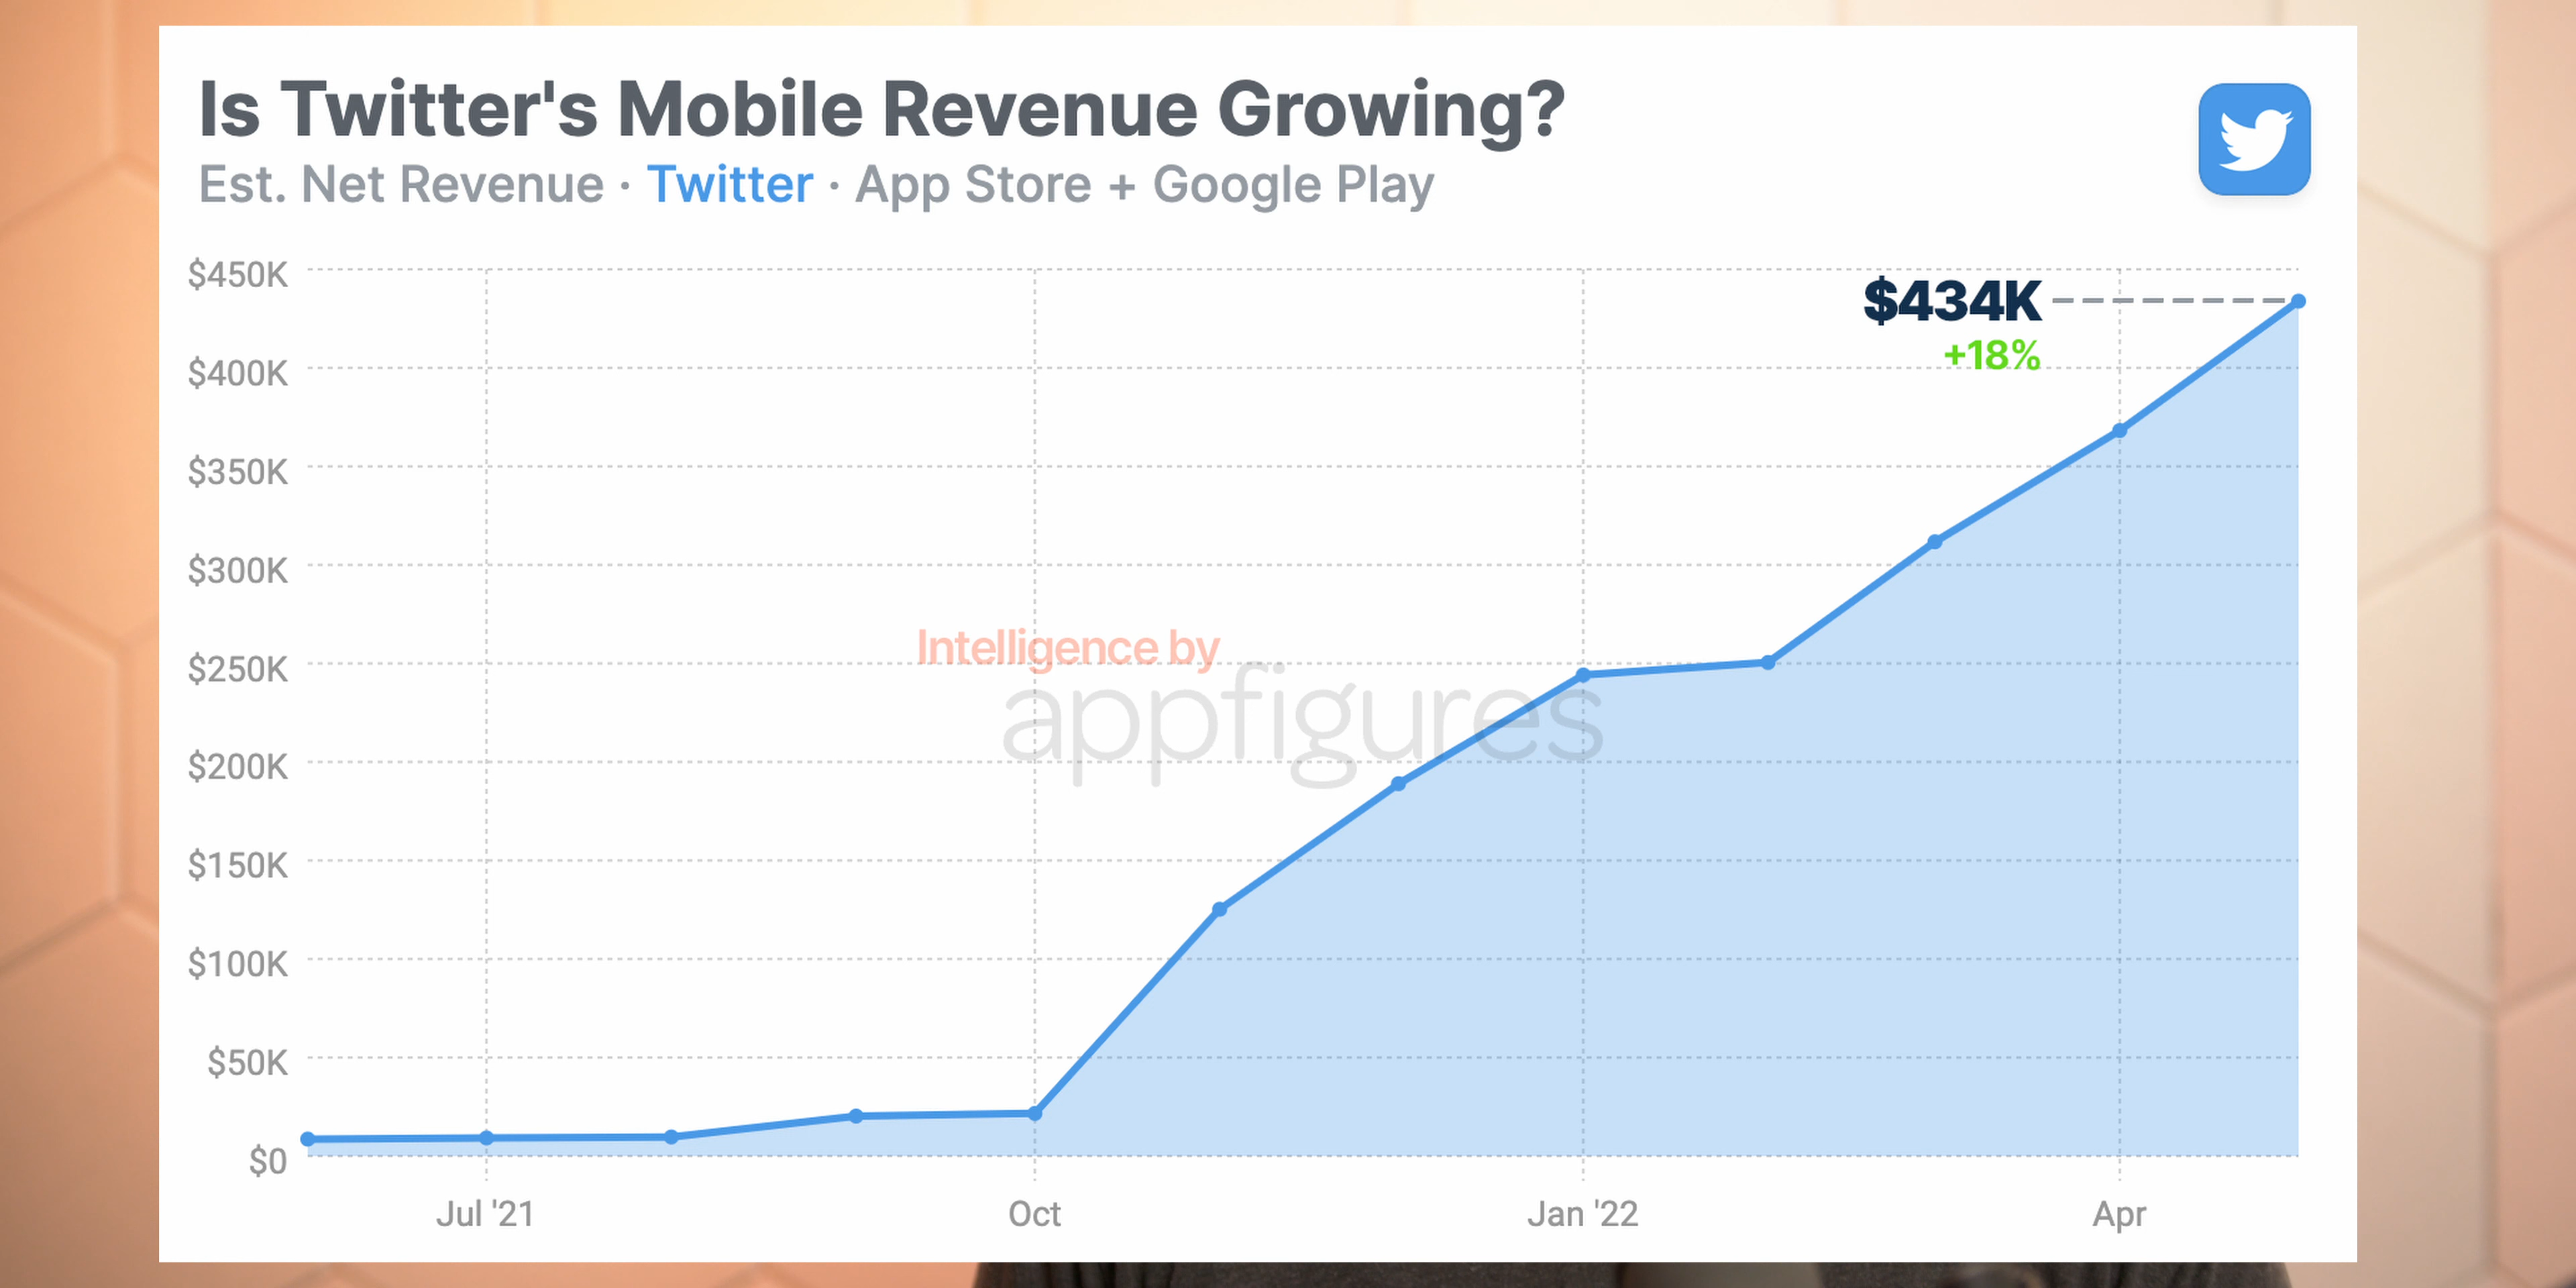 Is Twitter's Mobile Revenue Growing?
Est. Net Revenue · Twitter · App Store + Google Play
$450K
$434K
+18%
$400K
$350K
$300K
Intelligence by
appfigures
$250K
$200K
$150K
$100K
$50K
$0
Jul '21
Oct
Jan '22
Apr